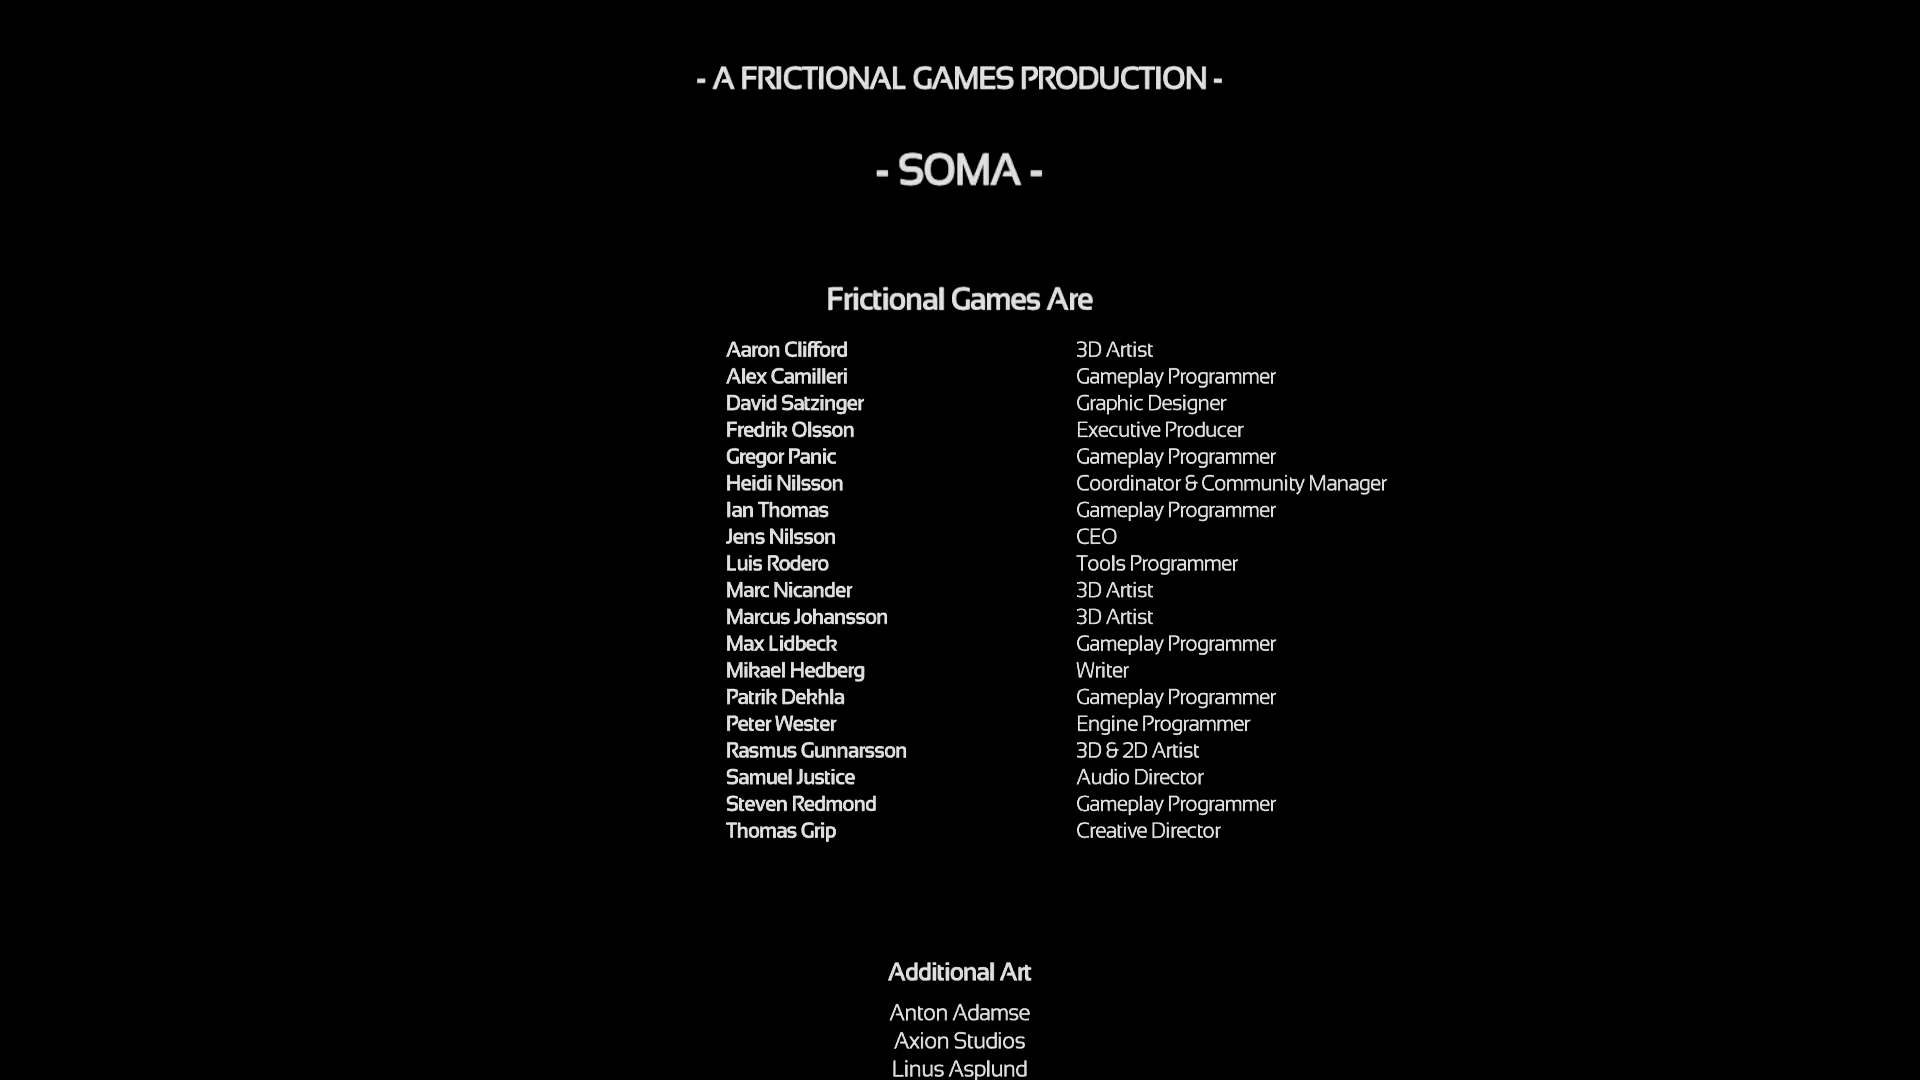 - A FRICTIONAL GAMES PRODUCTION -
- SOMA -
Frictional Games Are
Aaron Clifford 3D Artist
Alex Camilleri Gameplay Programmer
David Satzinger Graphic Designer
Fredrik Olsson Executive Producer
Gregor Panic Gameplay Programmer
Heidi Nilsson Coordinator & Community Manager
Ian Thomas Gameplay Programmer
Jens Nilsson CEO
Luis Rodero Tools Programmer
Marc Nicander 3D Artist
Marcus Johansson 3D Artist
Max Lidbeck Gameplay Programmer
Mikael Hedberg Writer
Patrik Dekhla Gameplay Programmer
Peter Wester Engine Programmer
Rasmus Gunnarsson 3D & 2D Artist
Samuel Justice Audio Director
Steven Redmond Gameplay Programmer
Thomas Grip Creative Director
Additional Art
Anton Adamse
Axion Studios
Linus Asplund